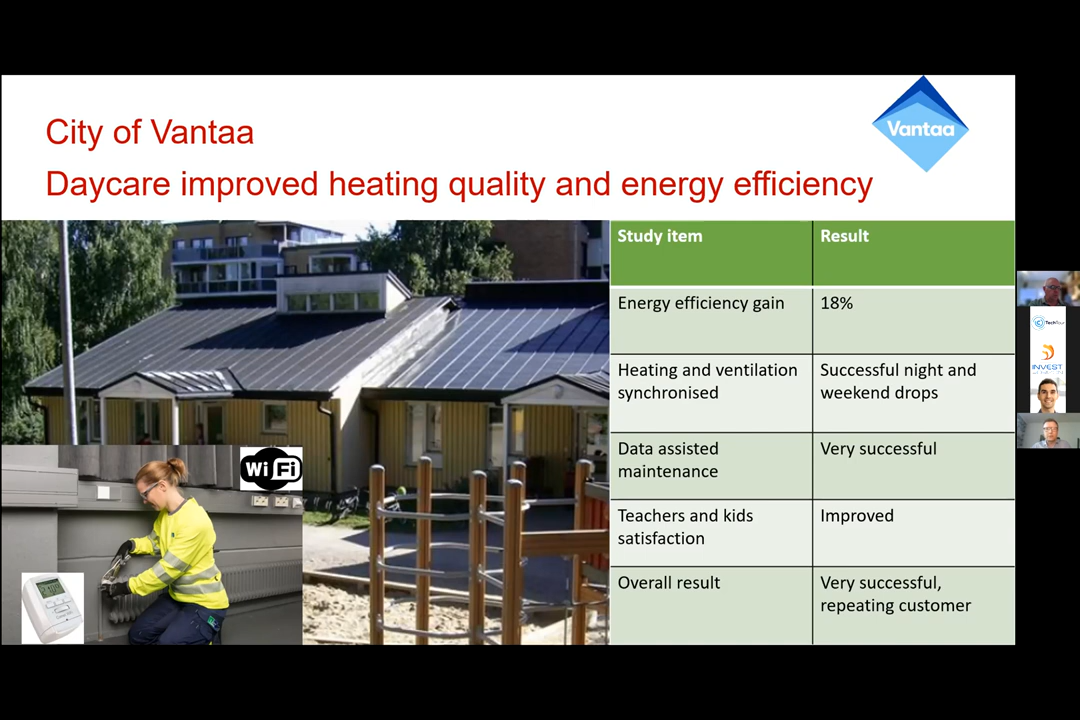 City of Vantaa
Vantaa
Daycare improved heating quality and energy efficiency
Study item
Result
Energy efficiency gain
18%
Heating and ventilation
synchronised
Successful night and
weekend drops
Data assisted
maintenance
Very successful
Teachers and kids
satisfaction
Improved
Overall result
Very successful,
repeating customer
WiFi
TechTour
INVEST